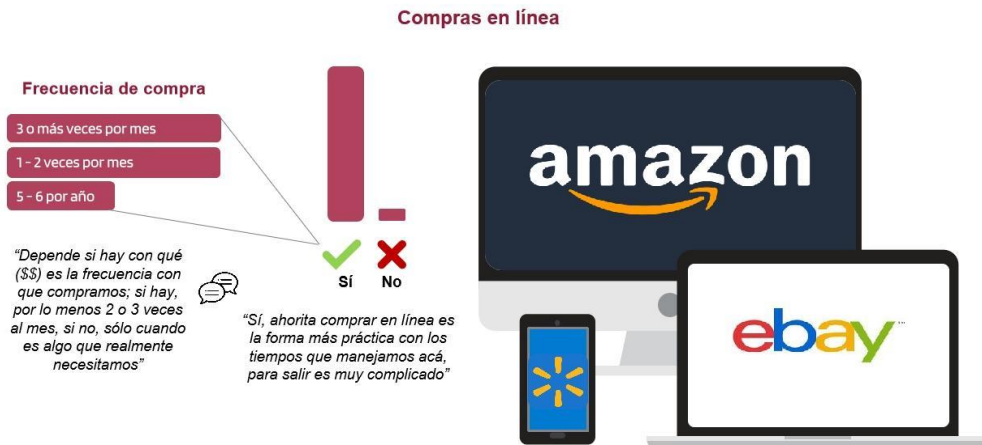 Compras en línea
Frecuencia de compra
3 o más veces por mes
1 - 2 veces por mes
5 - 6 por año
Sí
No
“Depende si hay con qué
($$) es la frecuencia con
que compramos; si hay,
por lo menos 2 o 3 veces
al mes, si no, sólo cuando
es algo que realmente
necesitamos”
“Sí, ahorita comprar en línea es
la forma más práctica con los
tiempos que manejamos acá,
para salir es muy complicado”
amazon
ebay™